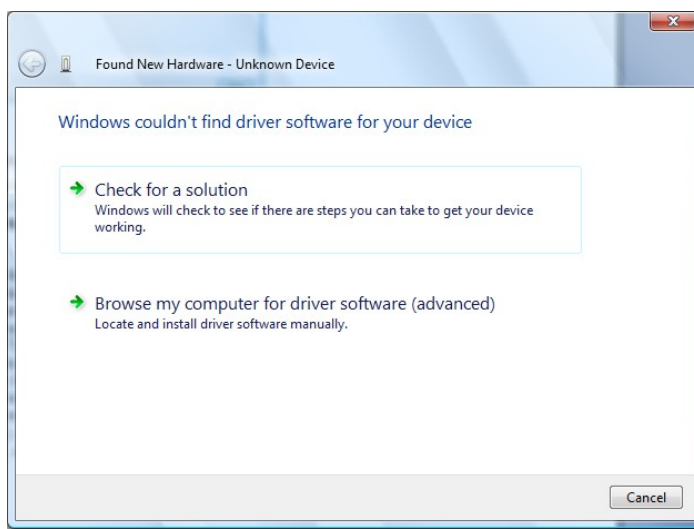 Found New Hardware - Unknown Device
Windows couldn't find driver software for your device
Check for a solution
Windows will check to see if there are steps you can take to get your device
working.
Browse my computer for driver software (advanced)
Locate and install driver software manually.
Cancel